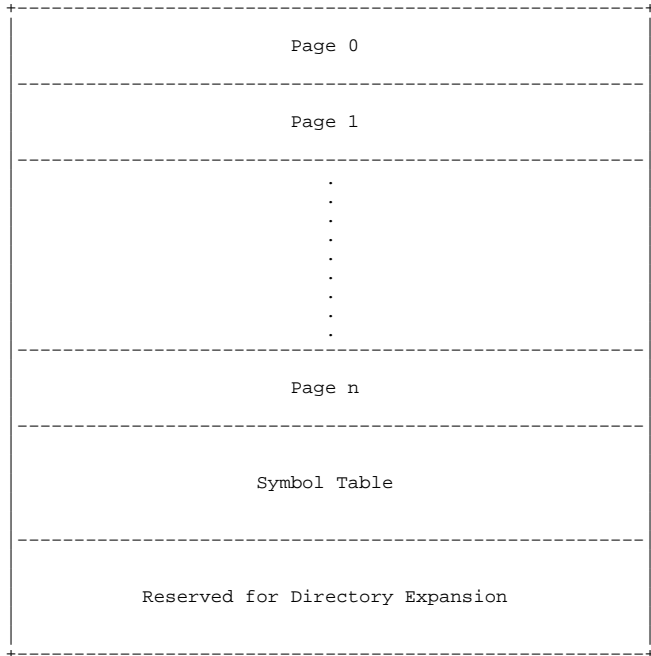 Page 0
Page 1
.
.
.
.
.
.
.
.
.
Page n
Symbol Table
Reserved for Directory Expansion